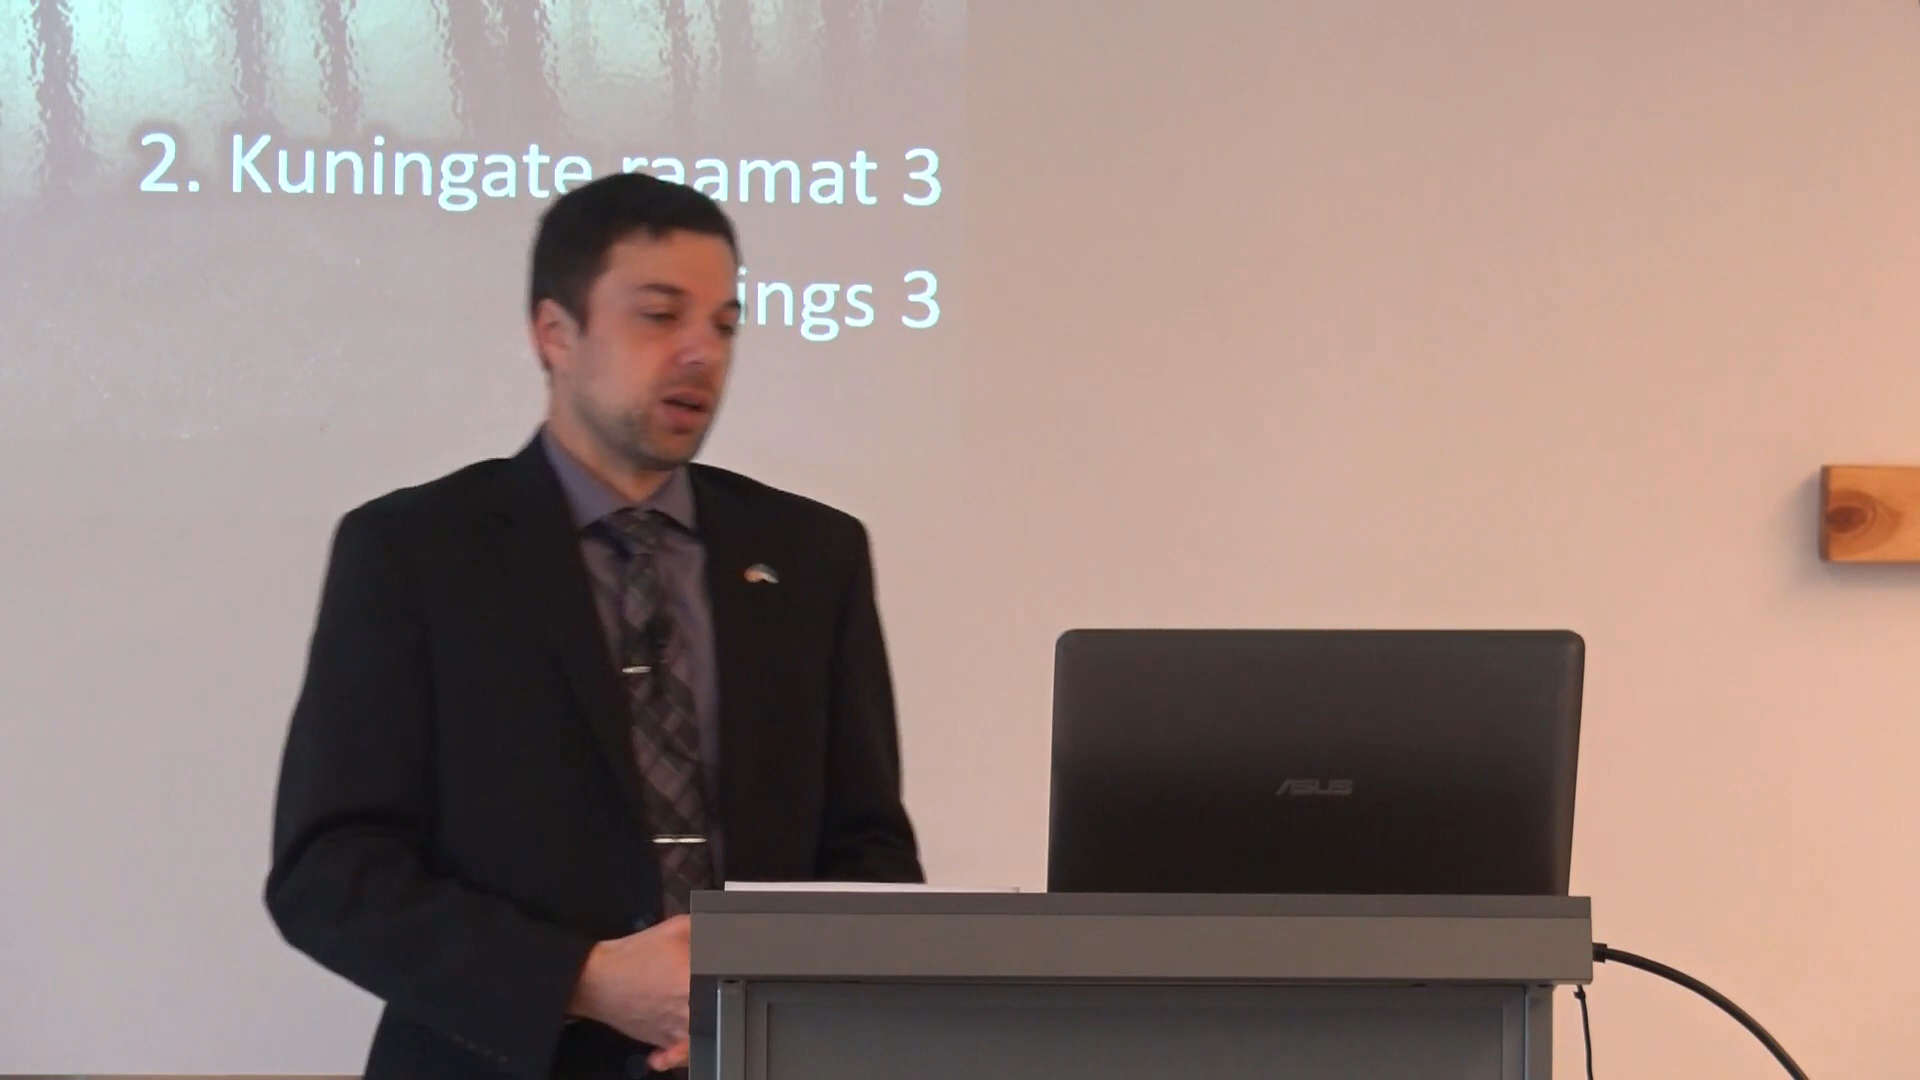 2. Kuningate raamat 3
ings 3
ASUS